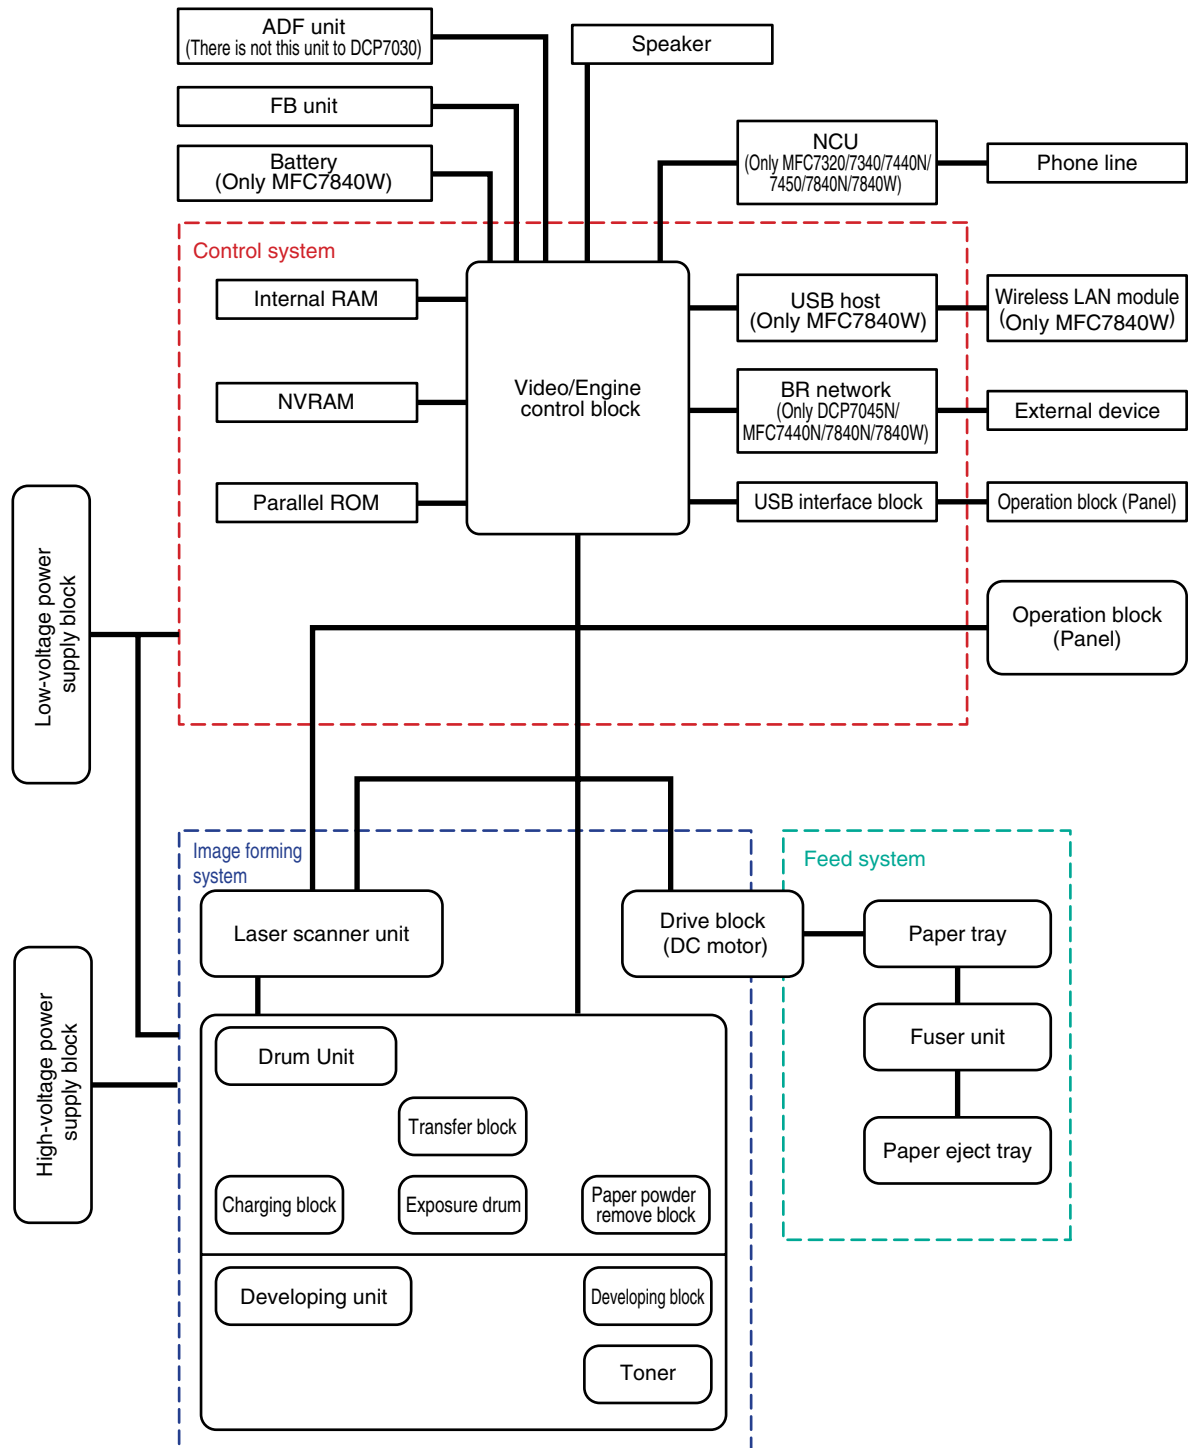 ADF unit
(There is not this unit to DCP7030)
Speaker
FB unit
Battery
(Only MFC7840W)
NCU
(Only MFC7320/7340/7440N/
7450/7840N/7840W)
Phone line
Control system
Internal RAM
NVRAM
Parallel ROM
Video/Engine
control block
USB host
(Only MFC7840W)
Wireless LAN module
(Only MFC7840W)
BR network
(Only DCP7045N/
MFC7440N/7840N/7840W)
External device
USB interface block
Operation block (Panel)
Low-voltage power
supply block
Operation block
(Panel)
Image forming
system
Feed system
Laser scanner unit
Drive block
(DC motor)
Paper tray
High-voltage power
supply block
Fuser unit
Drum Unit
Transfer block
Paper eject tray
Charging block
Exposure drum
Paper powder
remove block
Developing unit
Developing block
Toner